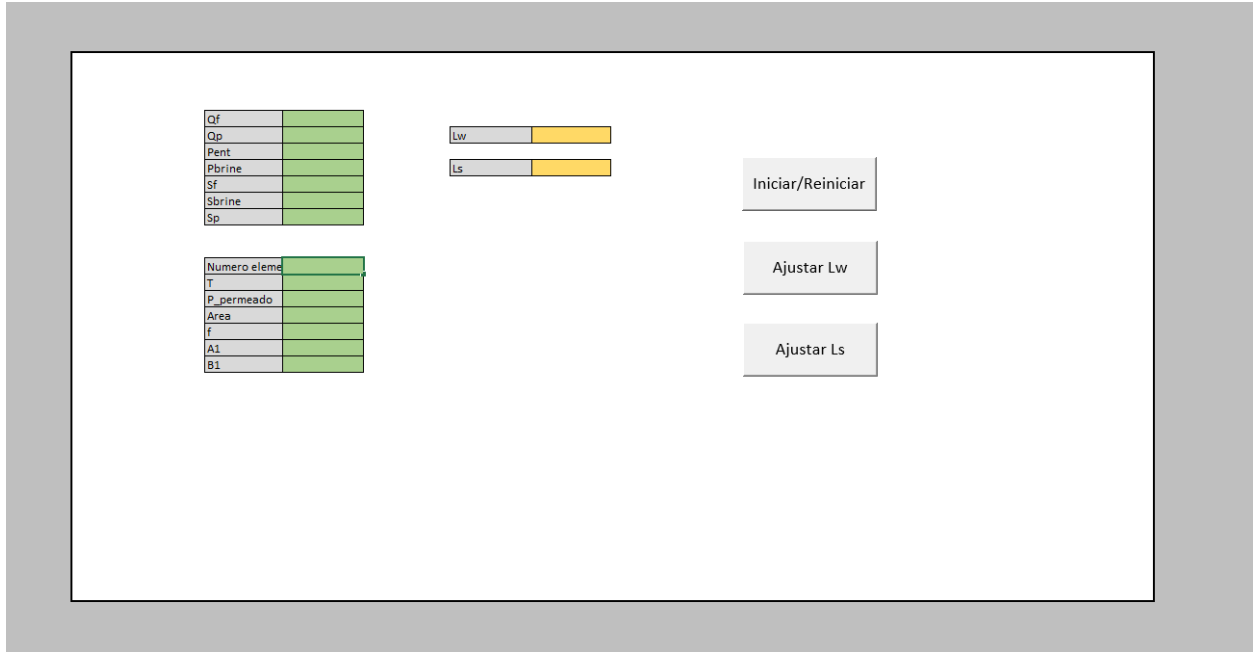 Qf
Qp
Pent
Pbrine
Sf
Sbrine
Sp
Lw
Ls
Numero eleme
T
P_permeado
Area
f
A1
B1
Iniciar/Reiniciar
Ajustar Lw
Ajustar Ls